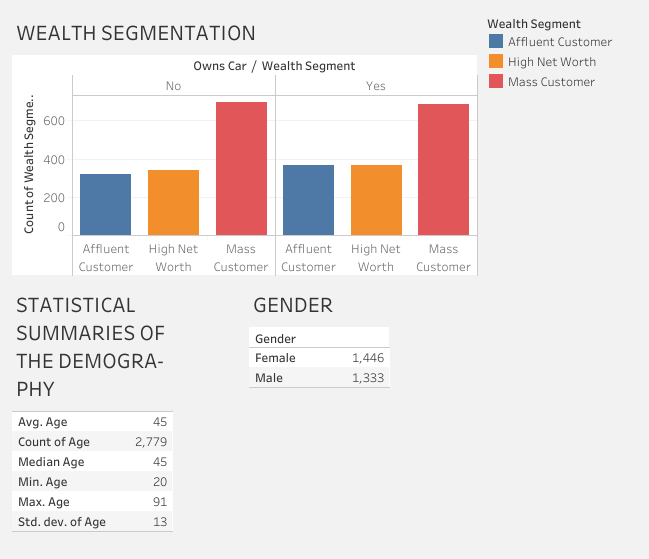 WEALTH SEGMENTATION
Wealth Segment
Affluent Customer
High Net Worth
Mass Customer
Owns Car / Wealth Segment
No Yes
Count of Wealth Segme..
600
400
200
0
Affluent High Net Mass Affluent High Net Mass
Customer Worth Customer Customer Worth Customer
STATISTICAL
SUMMARIES OF
THE DEMOGRA-
PHY
Avg. Age 45
Count of Age 2,779
Median Age 45
Min. Age 20
Max. Age 91
Std. dev. of Age 13
GENDER
Gender
Female 1,446
Male 1,333